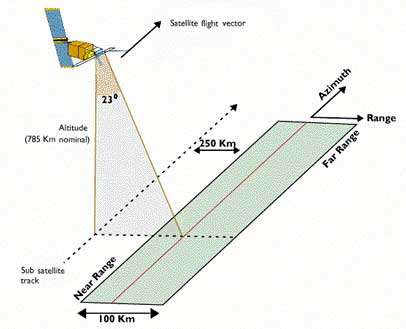 Satellite flight vector
23⁰
Altitude
(785 Km nominal)
Azimuth
Range
250 Km
Far Range
Sub satellite
track
Near Range
100 Km